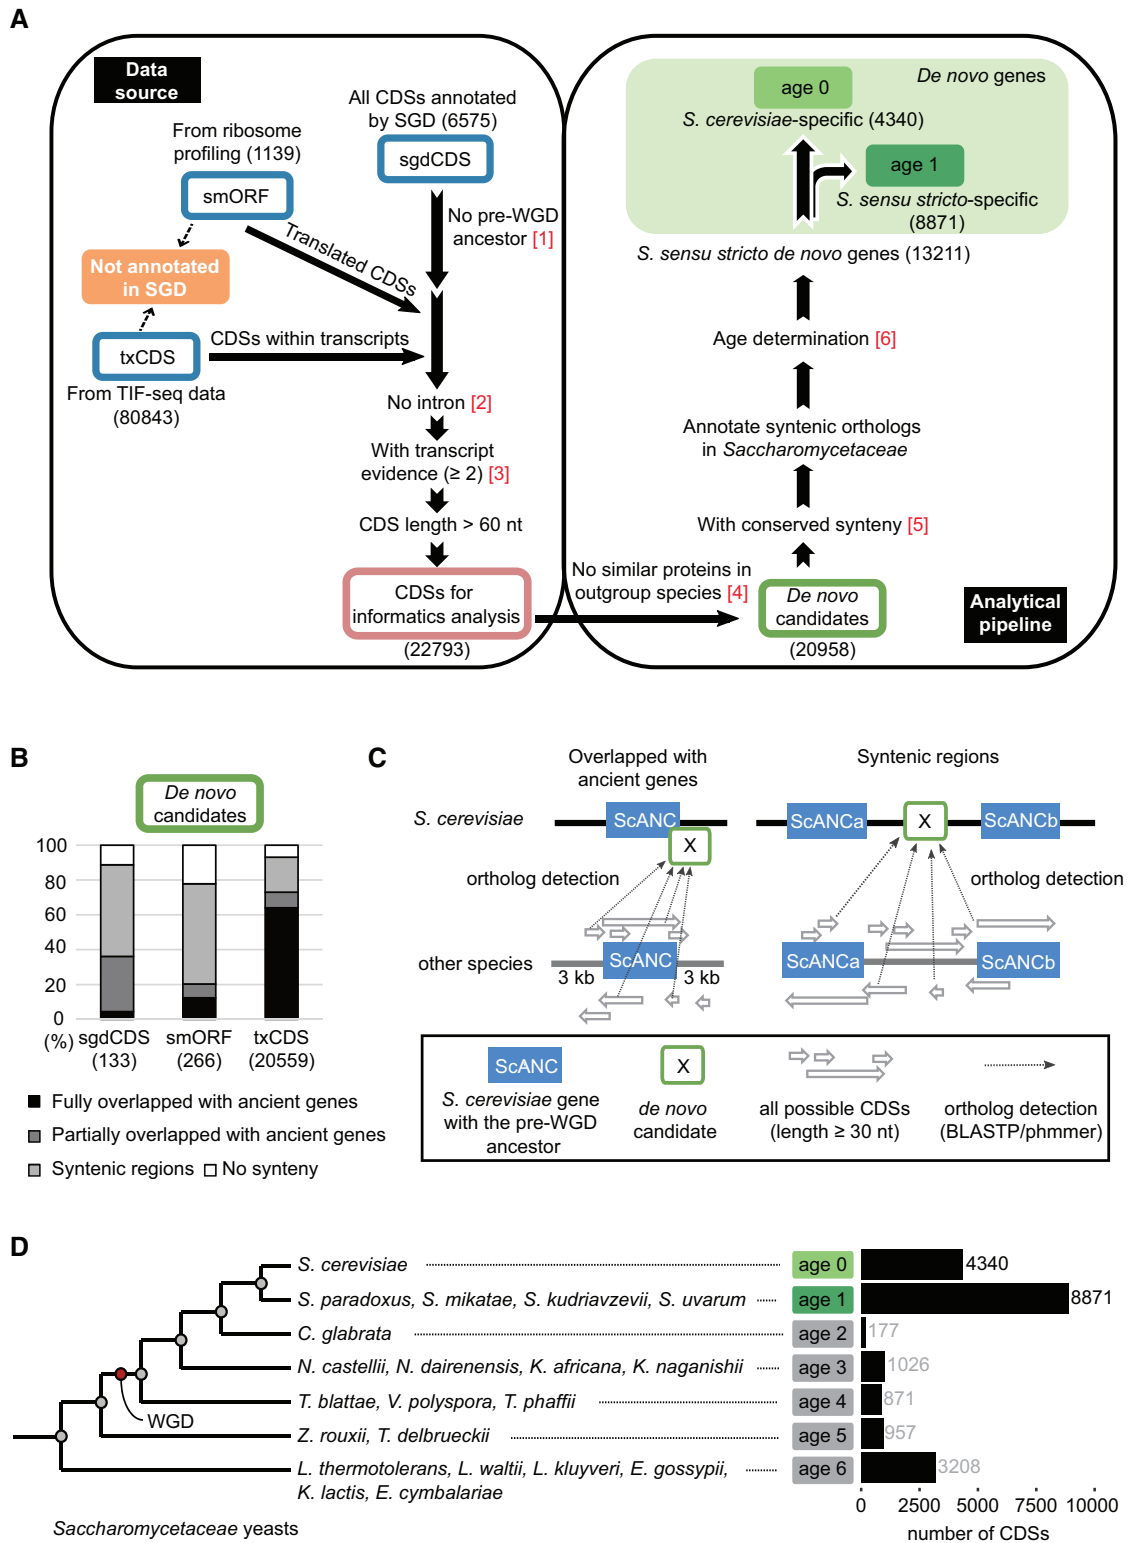 A
Data
source
From ribosome
profiling (1139)
smORF
All CDSs annotated
by SGD (6575)
sgdCDS
No pre-WGD
ancestor [1]
Translated CDSs
Not annotated
in SGD
txCDS
CDSs within transcripts
From TIF-seq data
(80843)
No intron [2]
With transcript
evidence (≥ 2) [3]
CDS length > 60 nt
CDSs for
informatics analysis
(22793)
De novo genes
age 0
S. cerevisiae-specific (4340)
age 1
S. sensu stricto-specific
(8871)
S. sensu stricto de novo genes (13211)
Age determination [6]
Annotate syntenic orthologs
in Saccharomycetaceae
With conserved synteny [5]
No similar proteins in
outgroup species [4]
De novo
candidates
(20958)
Analytical
pipeline
B
De novo
candidates
100
80
60
40
20
0
(%)
sgdCDS
(133)
smORF
(266)
txCDS
(20559)
Fully overlapped with ancient genes
Partially overlapped with ancient genes
Syntenic regions
No synteny
C
Overlapped with
ancient genes
Syntenic regions
S. cerevisiae
ScANC
X
ScANCa
X
ScANCb
ortholog detection
ortholog detection
other species
3 kb
ScANC
3 kb
ScANCa
ScANCb
ScANC
S. cerevisiae gene
with the pre-WGD
ancestor
X
de novo
candidate
all possible CDSs
(length ≥ 30 nt)
ortholog detection
(BLASTP/phmmer)
D
S. cerevisiae
age 0
4340
S. paradoxus, S. mikatae, S. kudriavzevii, S. uvarum
age 1
8871
C. glabrata
age 2
177
N. castellii, N. dairenensis, K. africana, K. naganishii
age 3
1026
T. blattae, V. polyspora, T. phaffii
age 4
871
WGD
Z. rouxii, T. delbrueckii
age 5
957
L. thermotolerans, L. waltii, L. kluyveri, E. gossypii,
K. lactis, E. cymbalariae
age 6
3208
0
2500
5000
7500
10000
number of CDSs
Saccharomycetaceae yeasts